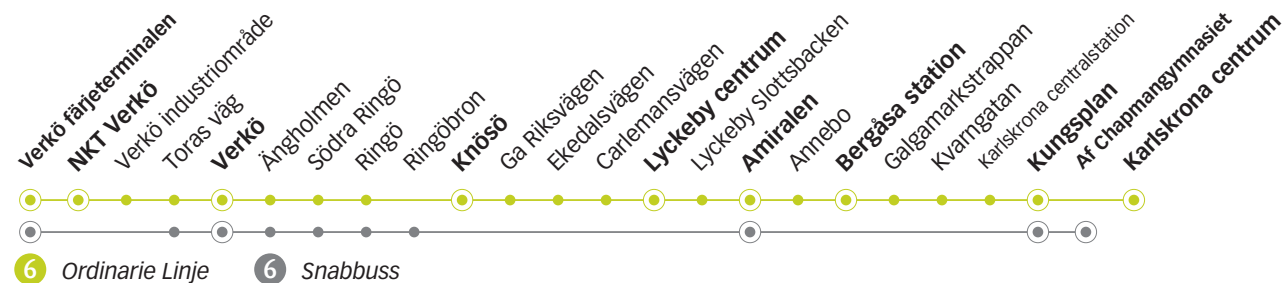 Verkö färjeterminalen
NKT Verkö
Verkö industriområde
Toras väg
Verkö
Ängholmen
Södra Ringö
Ringö
Ringöbron
Knösö
Ga Riksvägen
Ekedalsvägen
Carlemansvägen
Lyckeby centrum
Lyckeby Slottsbacken
Amiralen
Annebo
Bergåsa station
Galgamarkstrappan
Kvarngatan
Karlskrona centralstation
Kungsplan
Af Chapmangymnasiet
Karlskrona centrum
6 Ordinarie Linje 6 Snabbuss